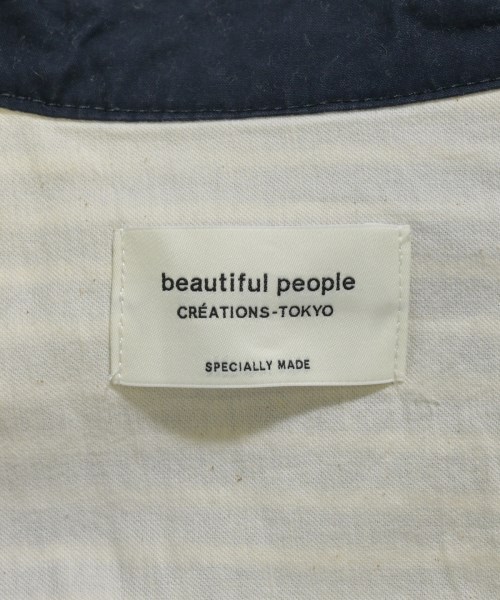 beautiful people
CRÉATIONS-TOKYO
SPECIALLY MADE